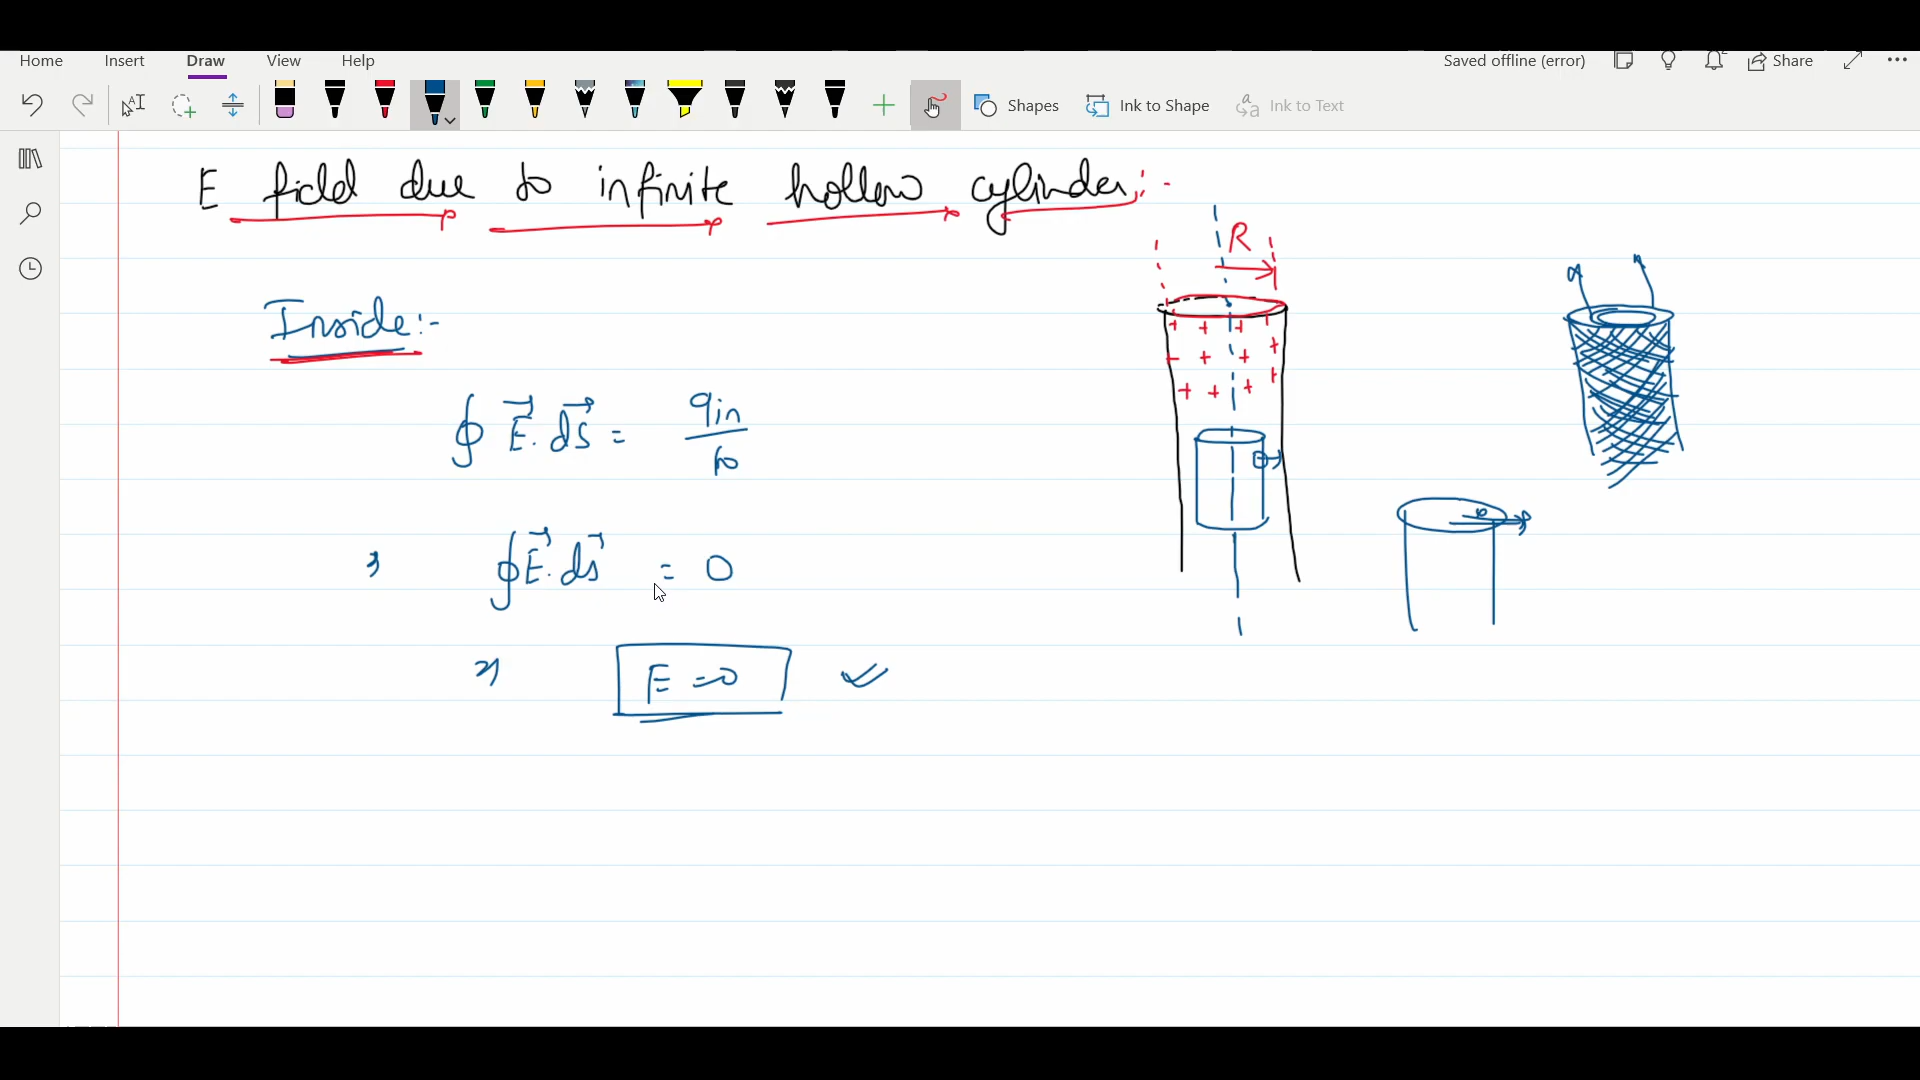 Home Insert Draw View Help Saved offline (error) Share
Shapes Ink to Shape Ink to Text
E field due to infinite hollow cylinder:-
R
Inside:-
∮ E⃗. ds⃗ = qin/ϵ0
⇒ ∮ E⃗. ds⃗ = 0
⇒ E = 0